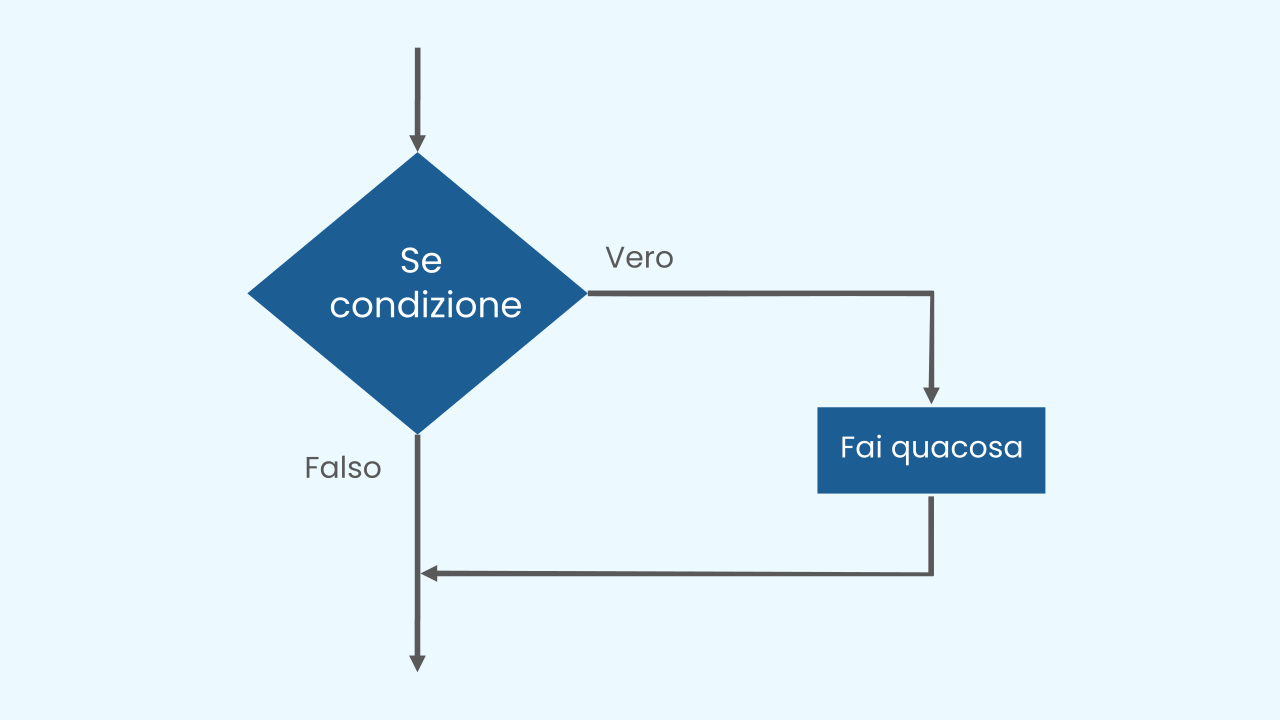 Se
condizione
Vero
Fai quacosa
Falso